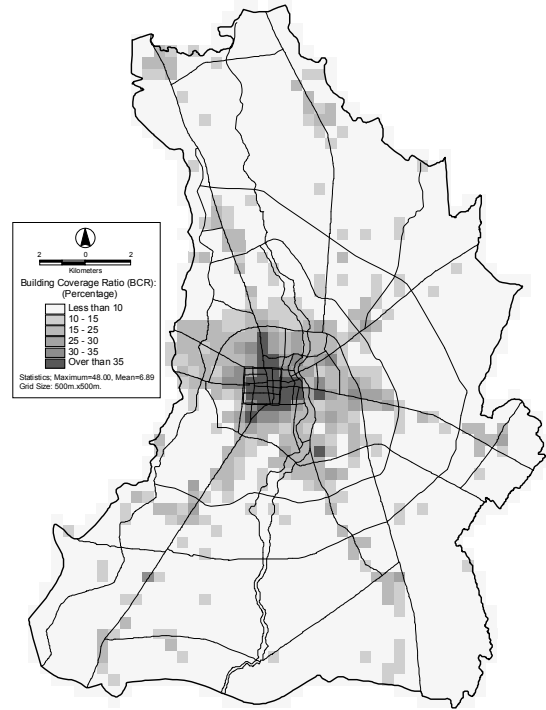 2 0 2
Kilometers
Building Coverage Ratio (BCR):
(Percentage)
Less than 10
10 - 15
15 - 25
25 - 30
30 - 35
Over than 35
Statistics; Maximum=48.00, Mean=6.89
Grid Size: 500m.x500m.